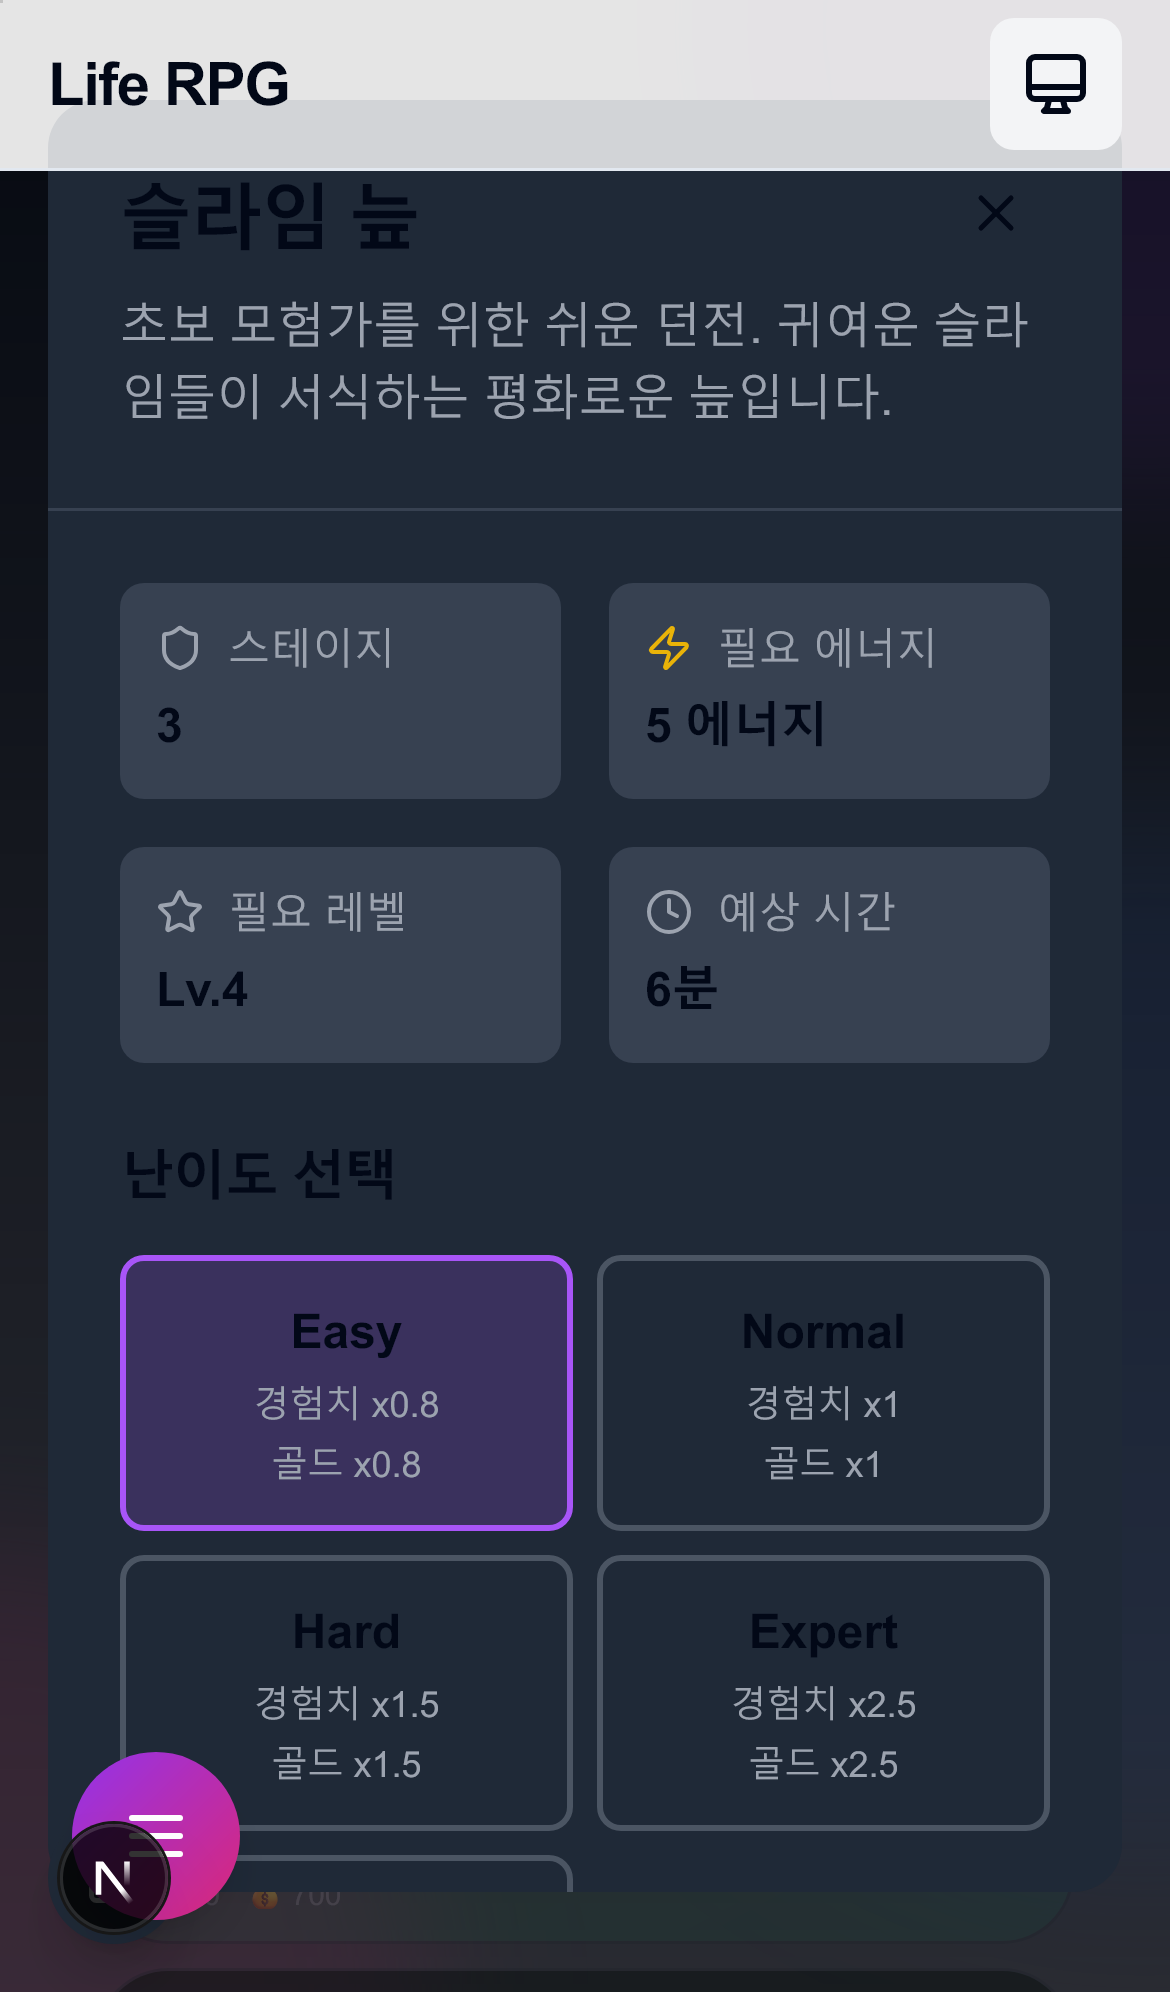 Life RPG
슬라임 늪
초보 모험가를 위한 쉬운 던전. 귀여운 슬라
임들이 서식하는 평화로운 늪입니다.
스테이지
3
필요 에너지
5 에너지
필요 레벨
Lv.4
예상 시간
6분
난이도 선택
Easy
경험치 x0.8
골드 x0.8
Normal
경험치 x1
골드 x1
Hard
경험치 x1.5
골드 x1.5
Expert
경험치 x2.5
골드 x2.5
N
700